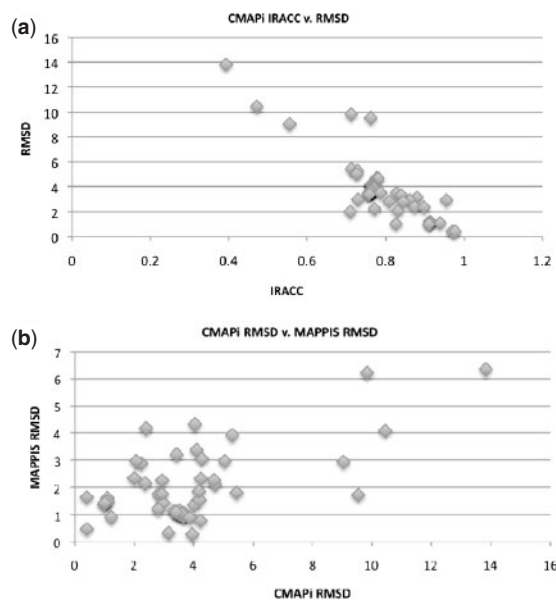 (a)
CMAPi IRACC v. RMSD
16
14
12
10
8
6
4
2
0
RMSD
0 0.2 0.4 0.6 0.8 1 1.2
IRACC
(b)
CMAPi RMSD v. MAPPIS RMSD
7
6
5
4
3
2
1
0
MAPPIS RMSD
0 2 4 6 8 10 12 14 16
CMAPi RMSD